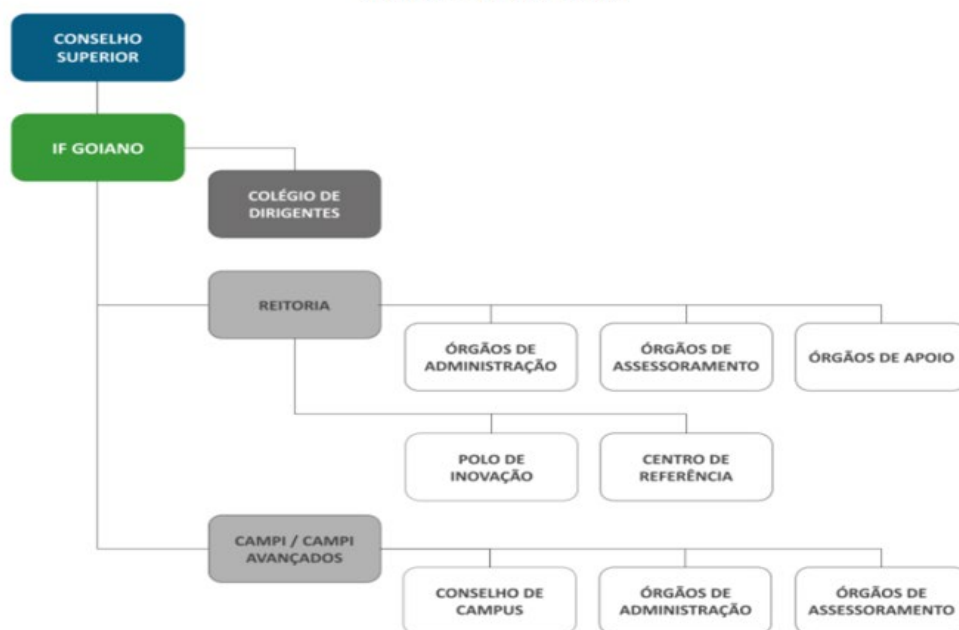 CONSELHO
SUPERIOR
IF GOIANO
COLÉGIO DE
DIRIGENTES
REITORIA
ÓRGÃOS DE
ADMINISTRAÇÃO
ÓRGÃOS DE
ASSESSORAMENTO
ÓRGÃOS DE APOIO
POLO DE
INOVAÇÃO
CENTRO DE
REFERÊNCIA
CAMPI / CAMPI
AVANÇADOS
CONSELHO DE
CAMPUS
ÓRGÃOS DE
ADMINISTRAÇÃO
ÓRGÃOS DE
ASSESSORAMENTO